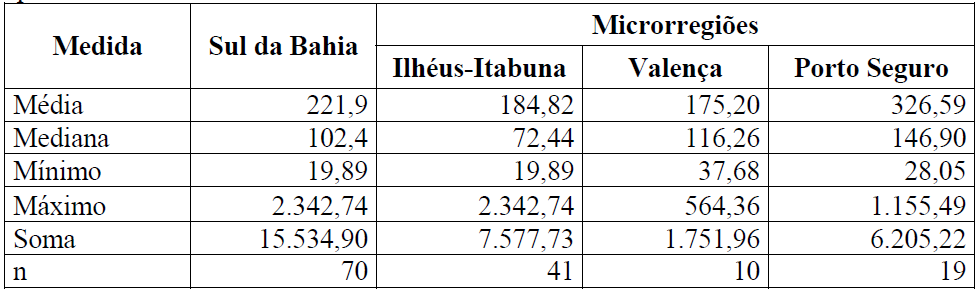 Medida Sul da Bahia Microrregiões
Ilhéus-Itabuna Valença Porto Seguro
Média 221,9 184,82 175,20 326,59
Mediana 102,4 72,44 116,26 146,90
Mínimo 19,89 19,89 37,68 28,05
Máximo 2.342,74 2.342,74 564,36 1.155,49
Soma 15.534,90 7.577,73 1.751,96 6.205,22
n 70 41 10 19